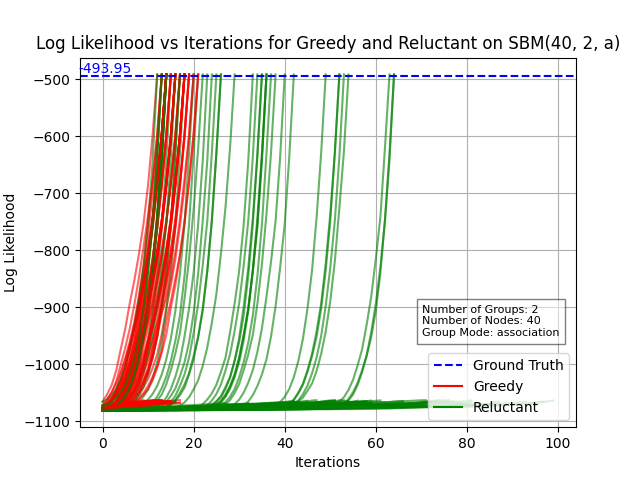 Log Likelihood vs Iterations for Greedy and Reluctant on SBM(40, 2, a)
-493.95
−500
−600
−700
−800
−900
−1000
−1100
Log Likelihood
Number of Groups: 2
Number of Nodes: 40
Group Mode: association
Ground Truth
Greedy
Reluctant
0 20 40 60 80 100
Iterations